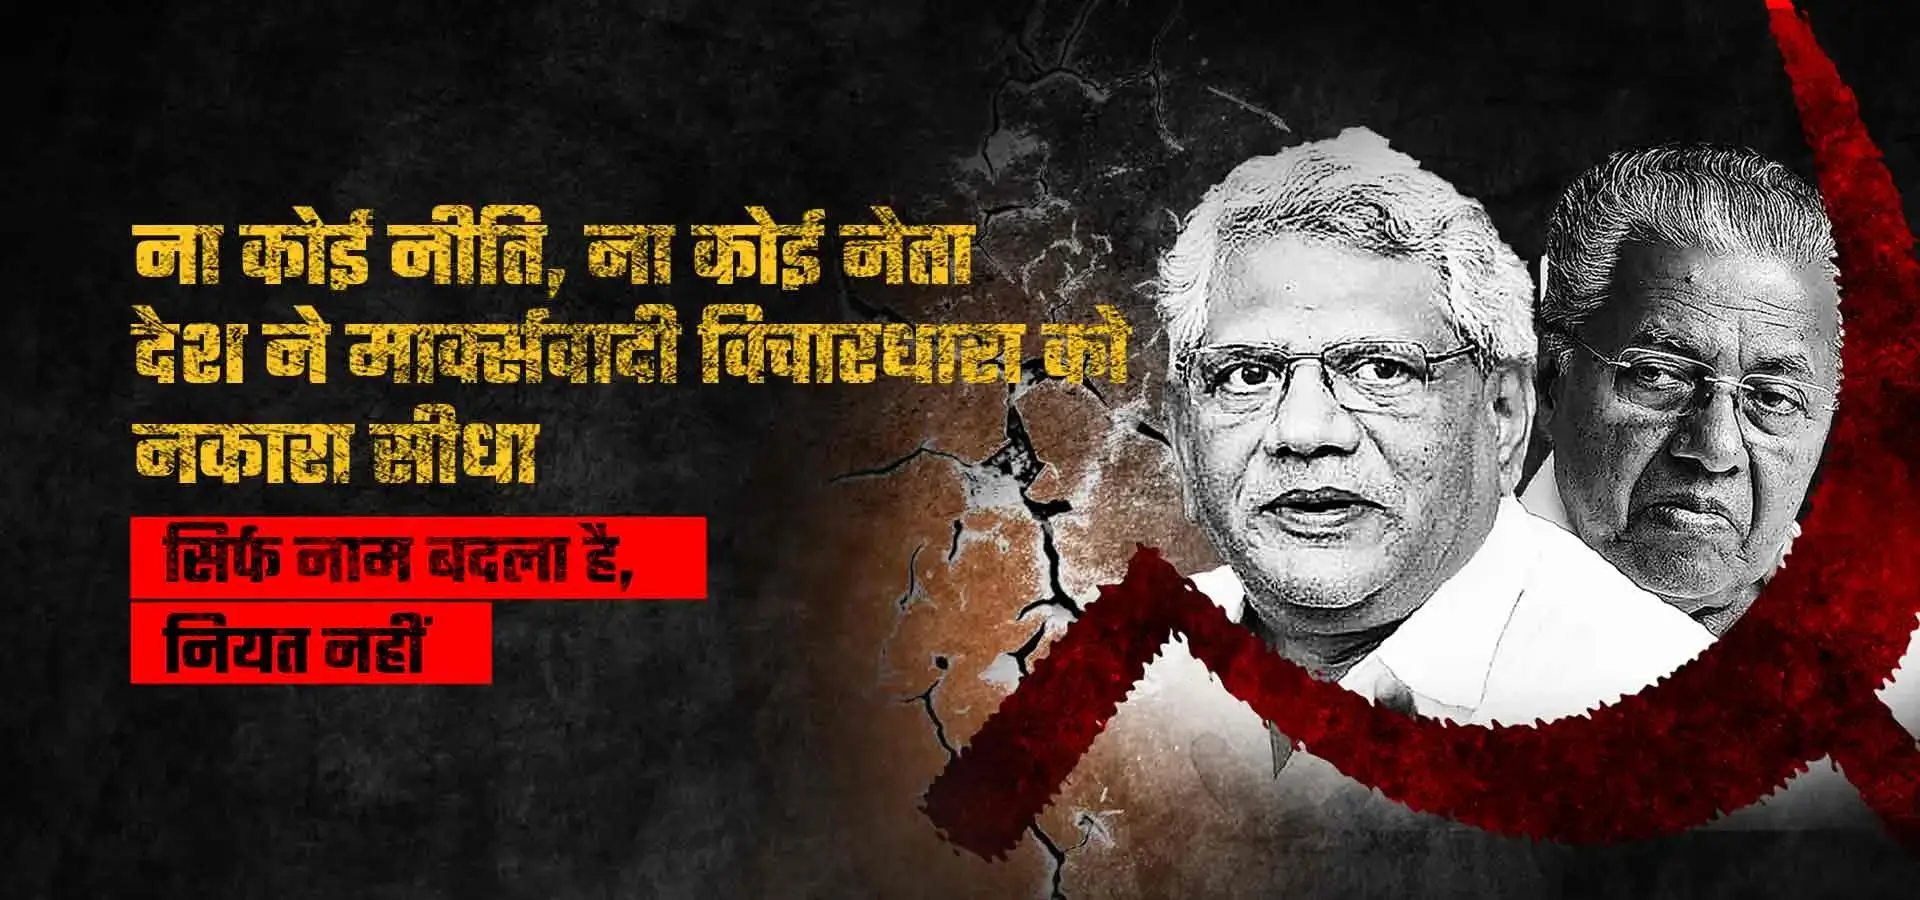 ना कोई नीति, ना कोई नेता
देश ने मार्क्सवादी विचारधारा को
नकारा सीधा
सिर्फ नाम बदला है,
नियत नहीं